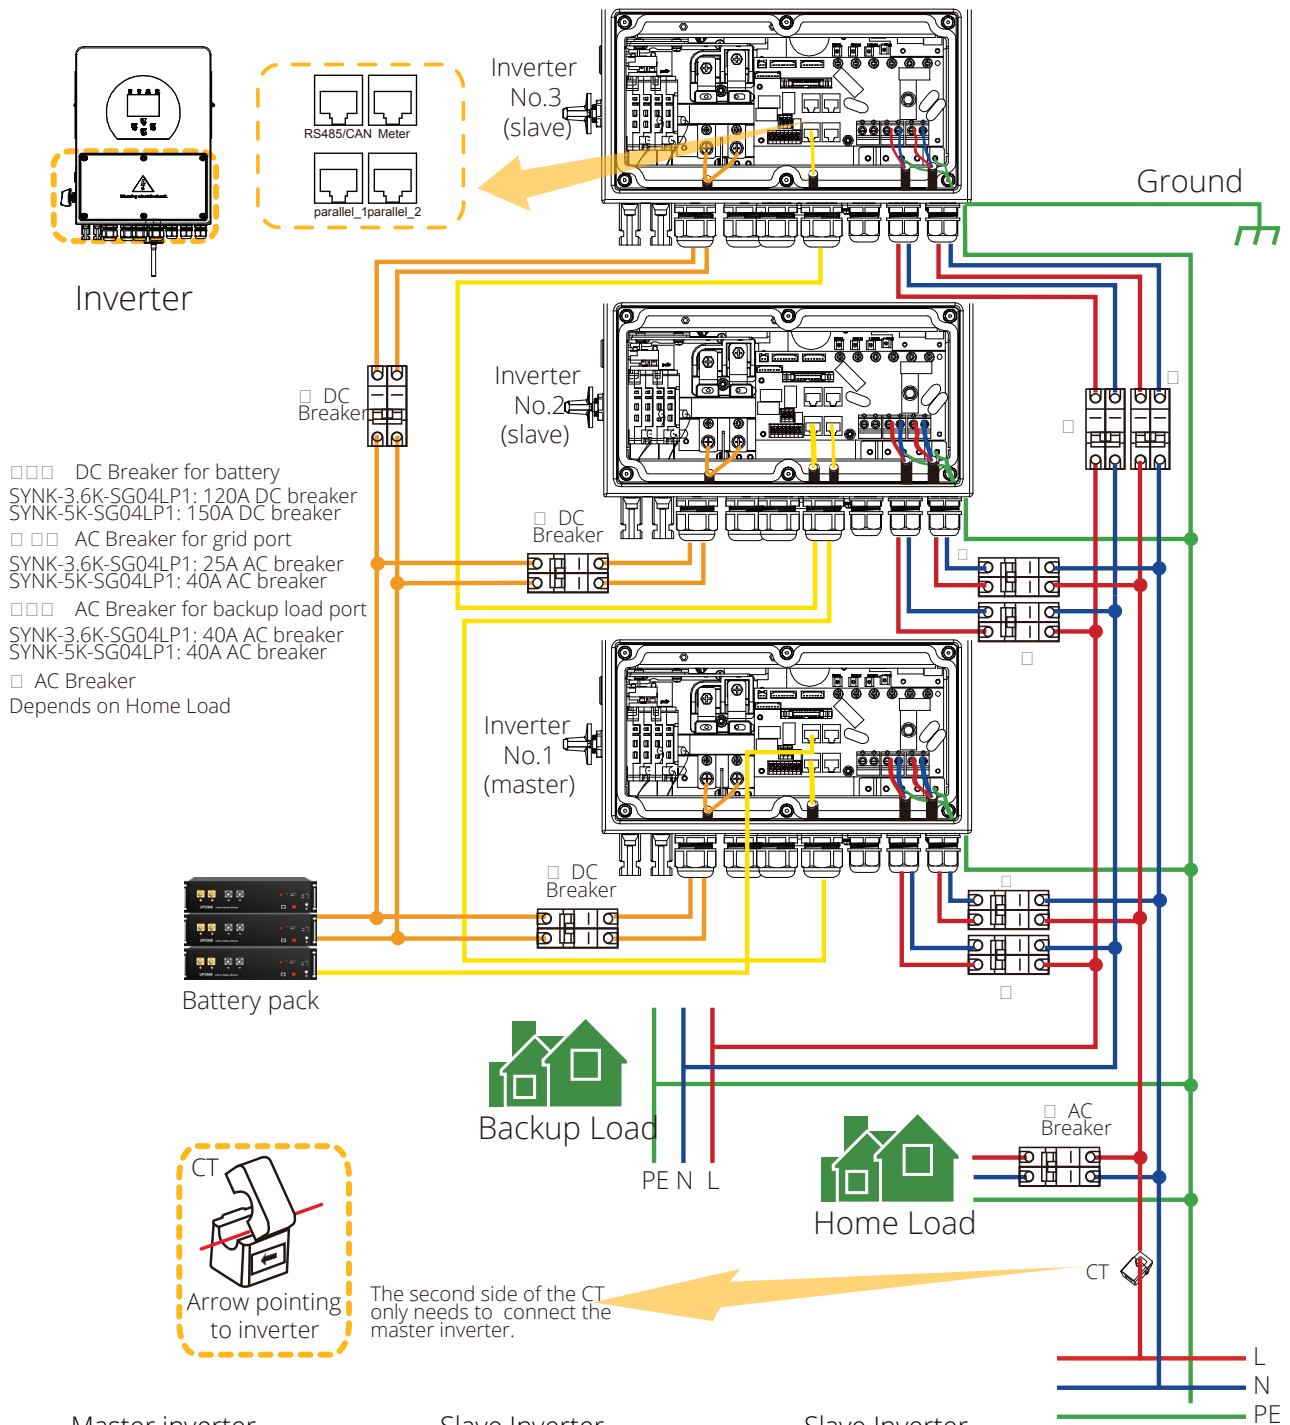 Inverter
No.3
(slave)
RS485/CAN Meter
parallel_1 parallel_2
Ground
Inverter
Inverter
No.2
(slave)
□ DC
Breaker
□
□
□□□ DC Breaker for battery
SYNK-3.6K-SG04LP1: 120A DC breaker
SYNK-5K-SG04LP1: 150A DC breaker
□ □□ AC Breaker for grid port
SYNK-3.6K-SG04LP1: 25A AC breaker
SYNK-5K-SG04LP1: 40A AC breaker
□□□ AC Breaker for backup load port
SYNK-3.6K-SG04LP1: 40A AC breaker
SYNK-5K-SG04LP1: 40A AC breaker
□ AC Breaker
Depends on Home Load
□ DC
Breaker
□
□
Inverter
No.1
(master)
□ DC
Breaker
□
□
Battery pack
Backup Load
PE N L
□ AC
Breaker
Home Load
CT
Arrow pointing
to inverter
The second side of the CT
only needs to connect the
master inverter.
CT
L
N
PE
Master inverter
Slave Inverter
Slave Inverter